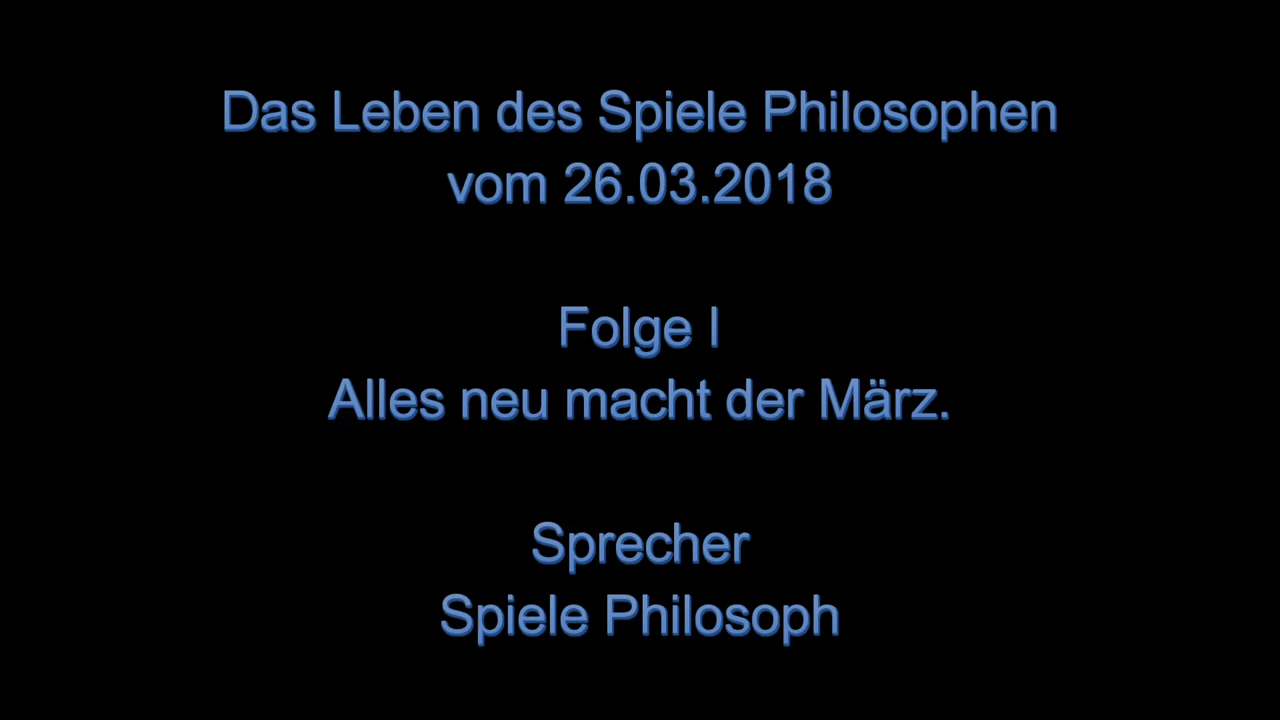 Das Leben des Spiele Philosophen
vom 26.03.2018
Folge I
Alles neu macht der März.
Sprecher
Spiele Philosoph